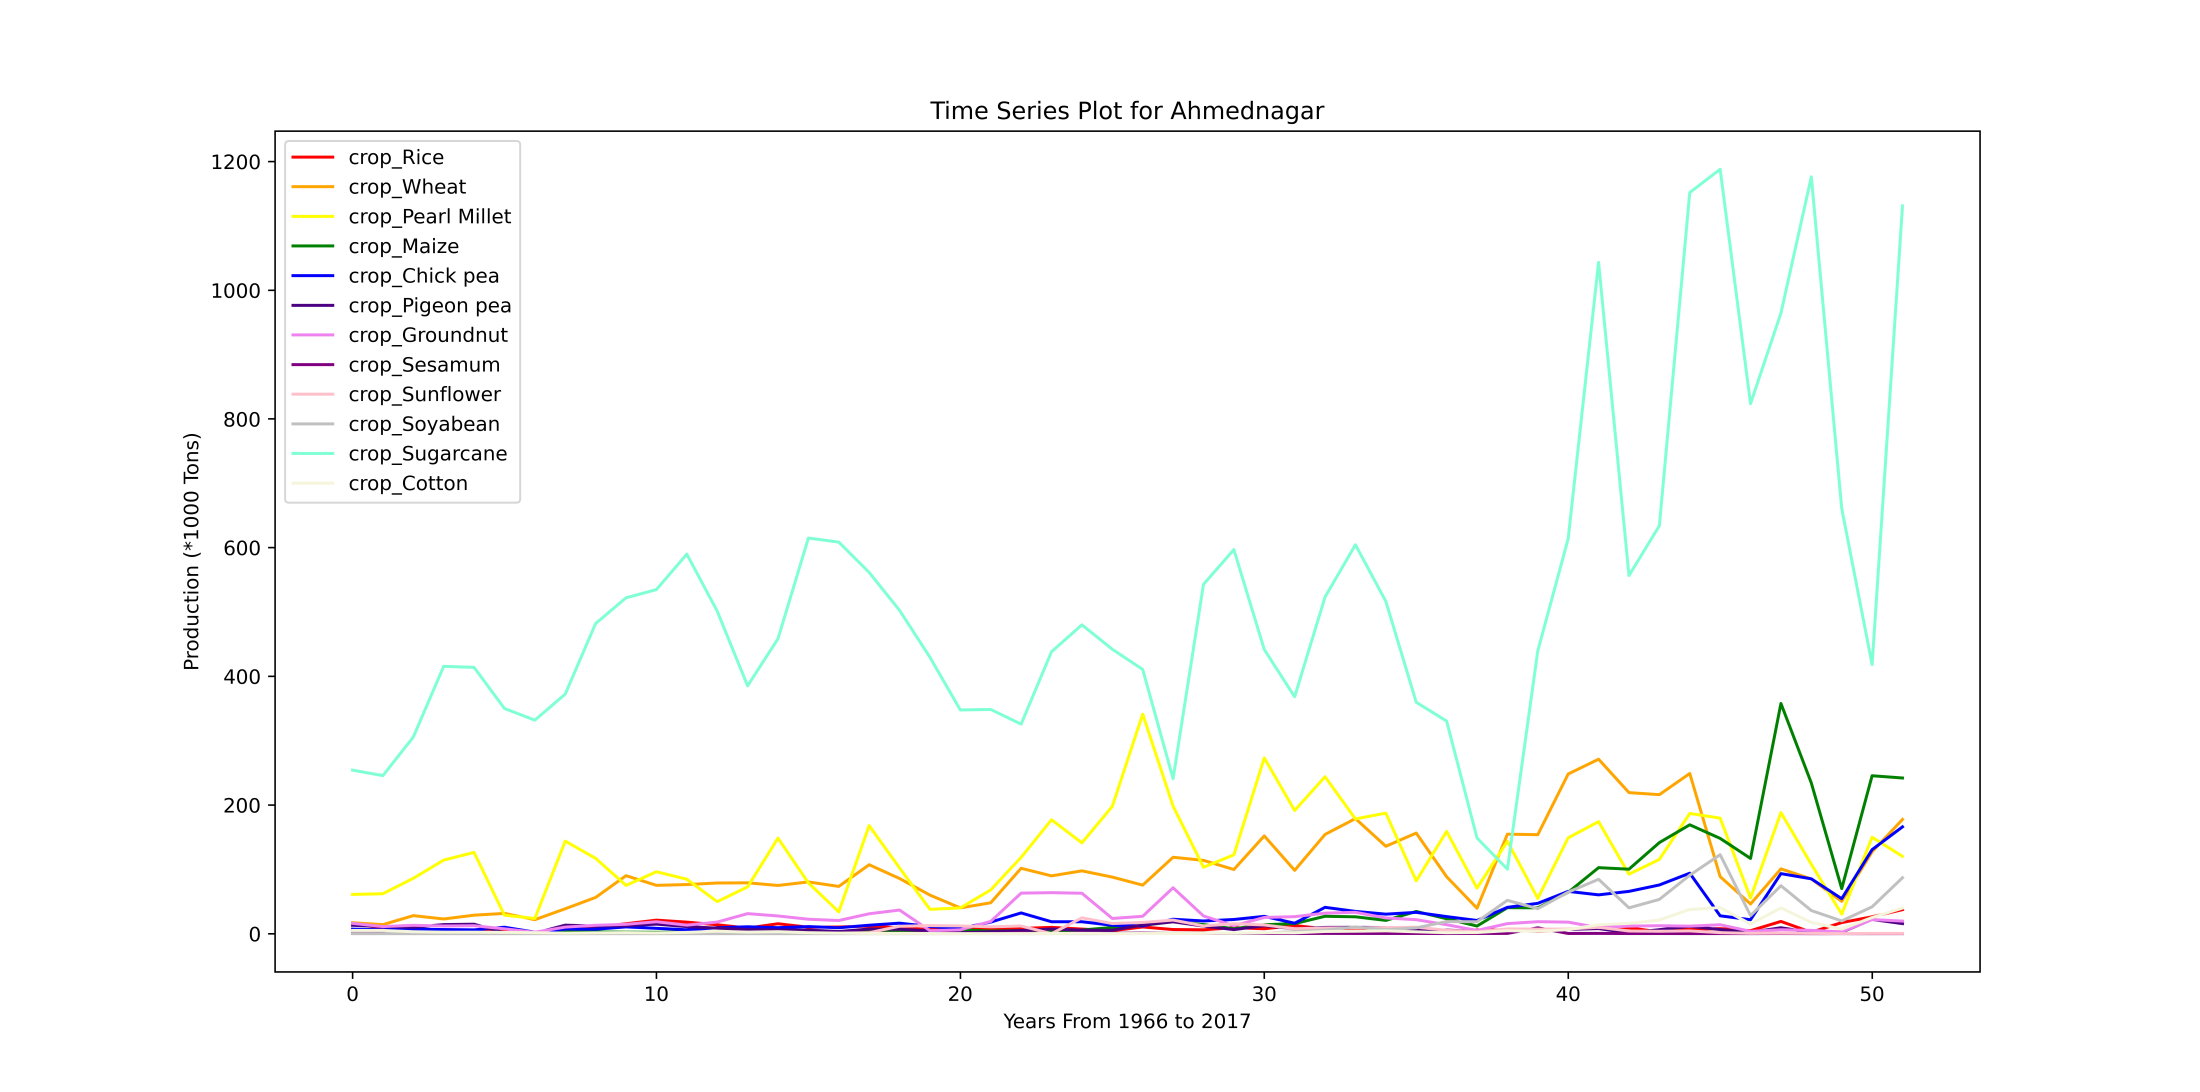 Time Series Plot for Ahmednagar
crop_Rice
crop_Wheat
crop_Pearl Millet
crop_Maize
crop_Chick pea
crop_Pigeon pea
crop_Groundnut
crop_Sesamum
crop_Sunflower
crop_Soyabean
crop_Sugarcane
crop_Cotton
Production (*1000 Tons)
1200
1000
800
600
400
200
0
0 10 20 30 40 50
Years From 1966 to 2017